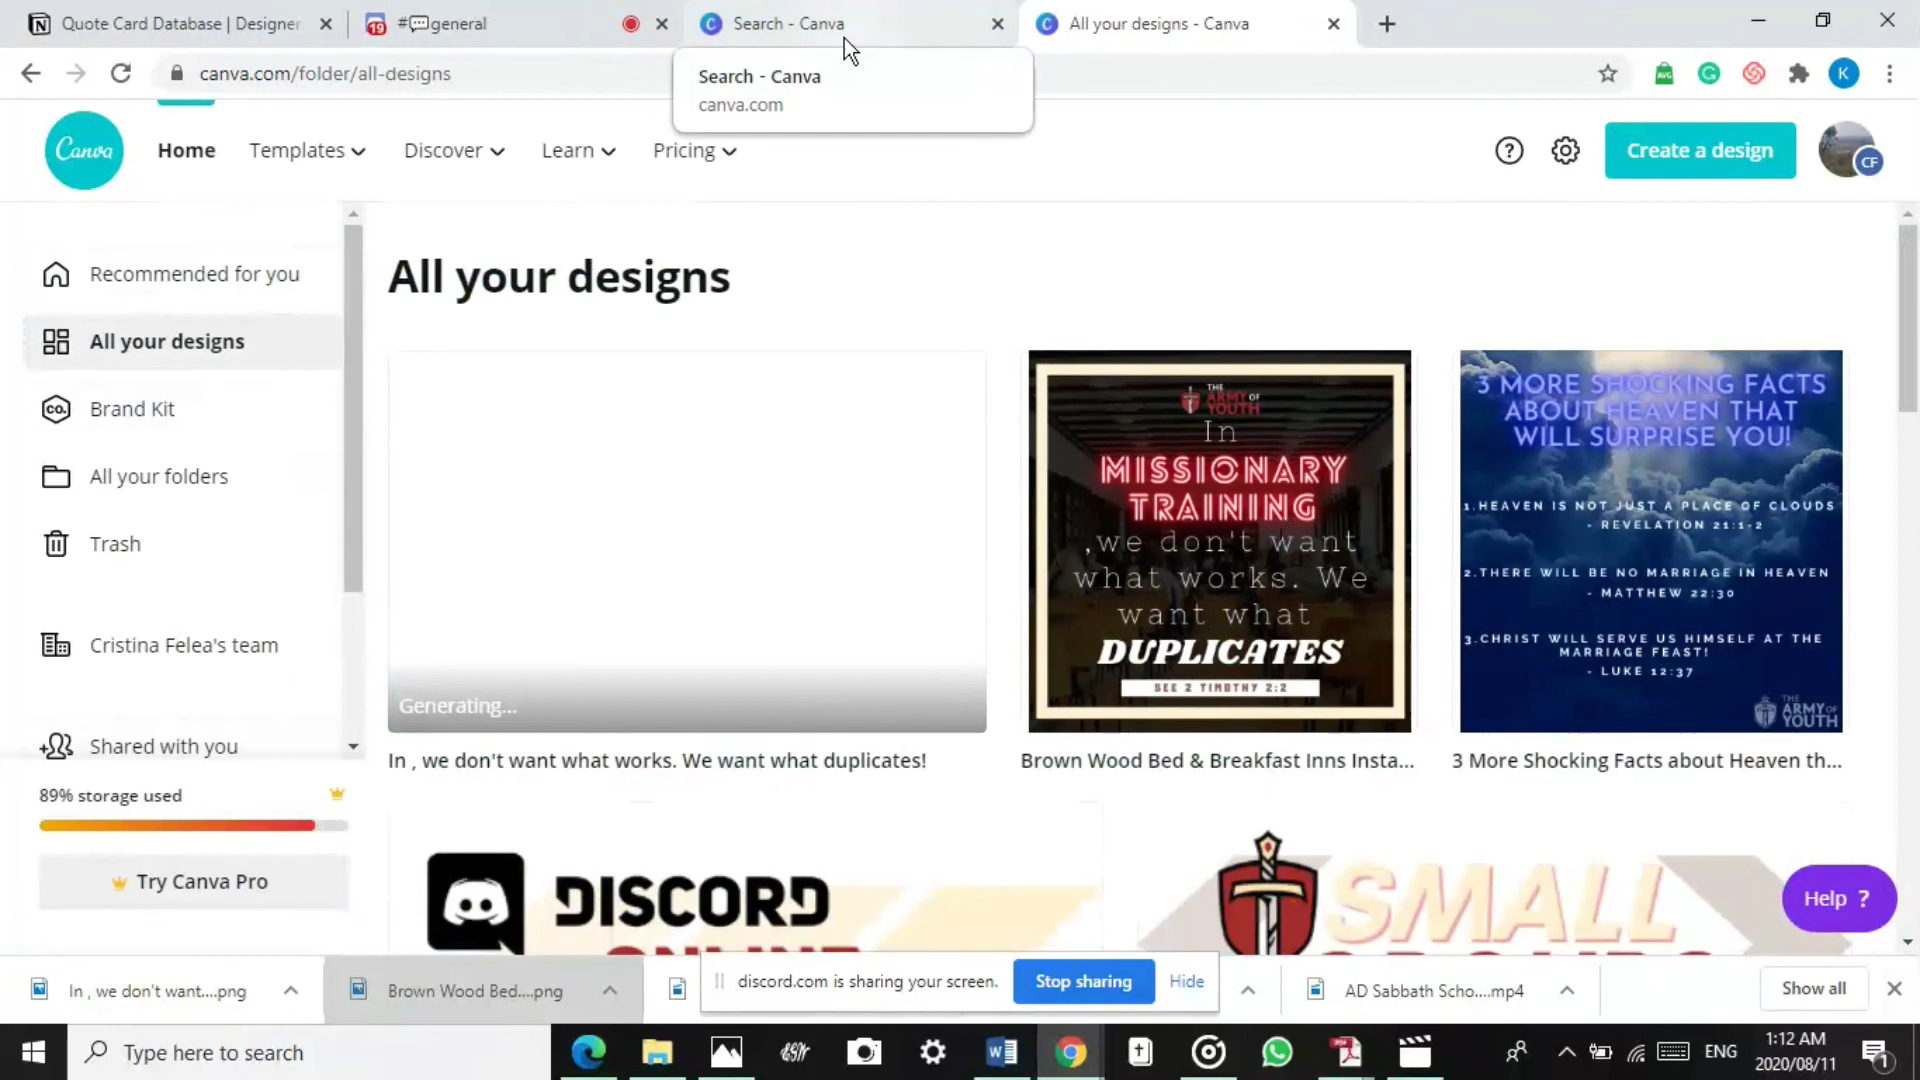 Quote Card Database | Designer
19
#💬general
Search - Canva
All your designs - Canva
canva.com/folder/all-designs
Search - Canva
canva.com
K
Canva
Home
Templates
Discover
Learn
Pricing
?
Create a design
CF
Recommended for you
All your designs
Brand Kit
All your folders
Trash
Cristina Felea's team
Shared with you
89% storage used
Try Canva Pro
All your designs
Generating...
In , we don't want what works. We want what duplicates!
THE
ARMY OF
YOUTH
In
MISSIONARY
TRAINING
,we don't want
what works. We
want what
DUPLICATES
SEE 2 TIMOTHY 2:2
Brown Wood Bed & Breakfast Inns Insta...
3 MORE SHOCKING FACTS
ABOUT HEAVEN THAT
WILL SURPRISE YOU!
1.HEAVEN IS NOT JUST A PLACE OF CLOUDS
- REVELATION 21:1-2
2.THERE WILL BE NO MARRIAGE IN HEAVEN
- MATTHEW 22:30
3.CHRIST WILL SERVE US HIMSELF AT THE
MARRIAGE FEAST!
- LUKE 12:37
THE
ARMY OF
YOUTH
3 More Shocking Facts about Heaven th...
DISCORD
ONLINE
SMALL
GROUPS
Help ?
In , we don't want....png
Brown Wood Bed....png
discord.com is sharing your screen.
Stop sharing
Hide
AD Sabbath Scho....mp4
Show all
Type here to search
ENG
1:12 AM
2020/08/11
1